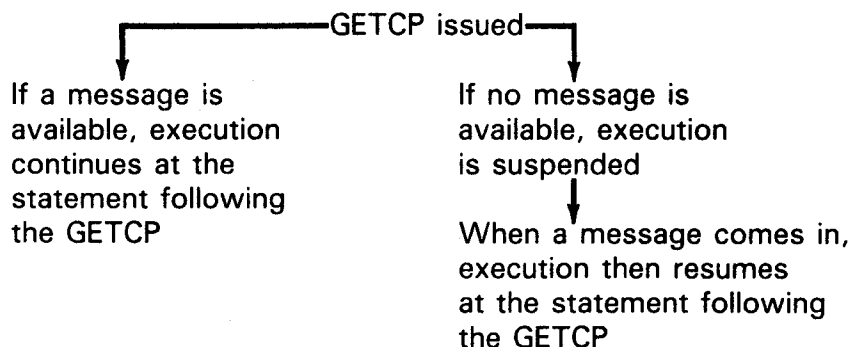 GETCP issued
If a message is
available, execution
continues at the
statement following
the GETCP
If no message is
available, execution
is suspended
When a message comes in,
execution then resumes
at the statement following
the GETCP